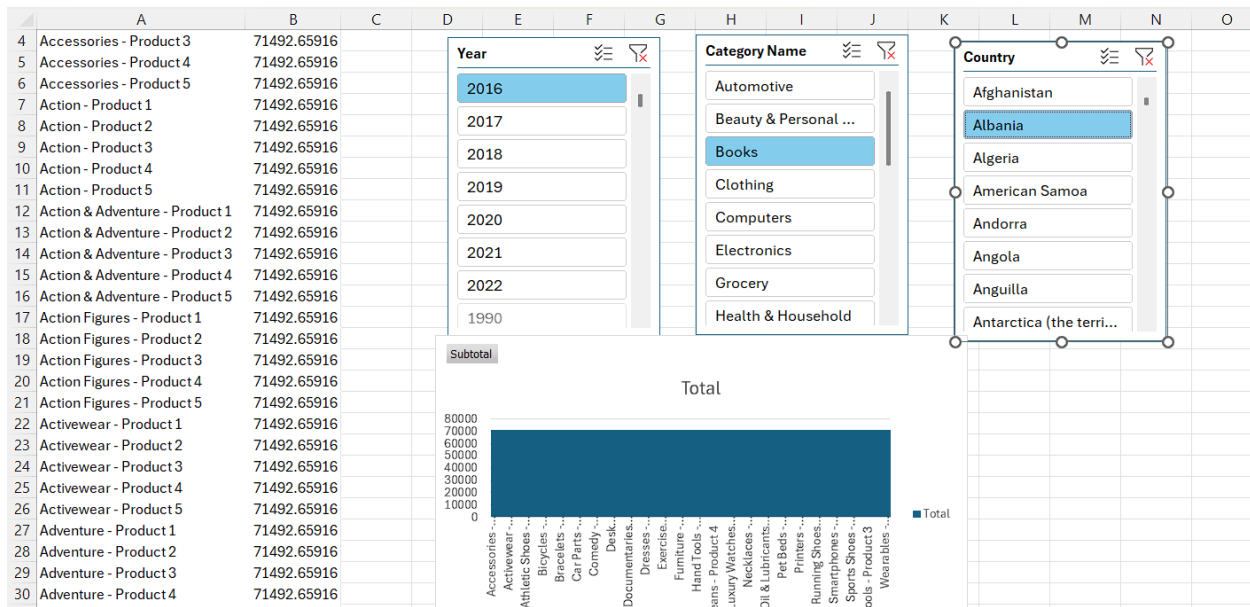 A B C D E F G H I J K L M N O
4 Accessories - Product 3 71492.65916
5 Accessories - Product 4 71492.65916
6 Accessories - Product 5 71492.65916
7 Action - Product 1 71492.65916
8 Action - Product 2 71492.65916
9 Action - Product 3 71492.65916
10 Action - Product 4 71492.65916
11 Action - Product 5 71492.65916
12 Action & Adventure - Product 1 71492.65916
13 Action & Adventure - Product 2 71492.65916
14 Action & Adventure - Product 3 71492.65916
15 Action & Adventure - Product 4 71492.65916
16 Action & Adventure - Product 5 71492.65916
17 Action Figures - Product 1 71492.65916
18 Action Figures - Product 2 71492.65916
19 Action Figures - Product 3 71492.65916
20 Action Figures - Product 4 71492.65916
21 Action Figures - Product 5 71492.65916
22 Activewear - Product 1 71492.65916
23 Activewear - Product 2 71492.65916
24 Activewear - Product 3 71492.65916
25 Activewear - Product 4 71492.65916
26 Activewear - Product 5 71492.65916
27 Adventure - Product 1 71492.65916
28 Adventure - Product 2 71492.65916
29 Adventure - Product 3 71492.65916
30 Adventure - Product 4 71492.65916
Year
2016
2017
2018
2019
2020
2021
2022
1990
Category Name
Automotive
Beauty & Personal ...
Books
Clothing
Computers
Electronics
Grocery
Health & Household
Country
Afghanistan
Albania
Algeria
American Samoa
Andorra
Angola
Anguilla
Antarctica (the terri...
Subtotal
Total
80000
70000
60000
50000
40000
30000
20000
10000
0
Accessories -...
Activewear -...
Athletic Shoes -...
Bicycles -...
Bracelets -...
Car Parts -...
Comedy -...
Desk...
Documentaries...
Dresses -...
Exercise...
Furniture -...
Hand Tools -...
ans - Product 4
uxury Watches...
Necklaces -...
Oil & Lubricants...
Pet Beds -...
Printers -...
Running Shoes...
Smartphones -...
Sports Shoes -...
ols - Product 3
Wearables -...
Total